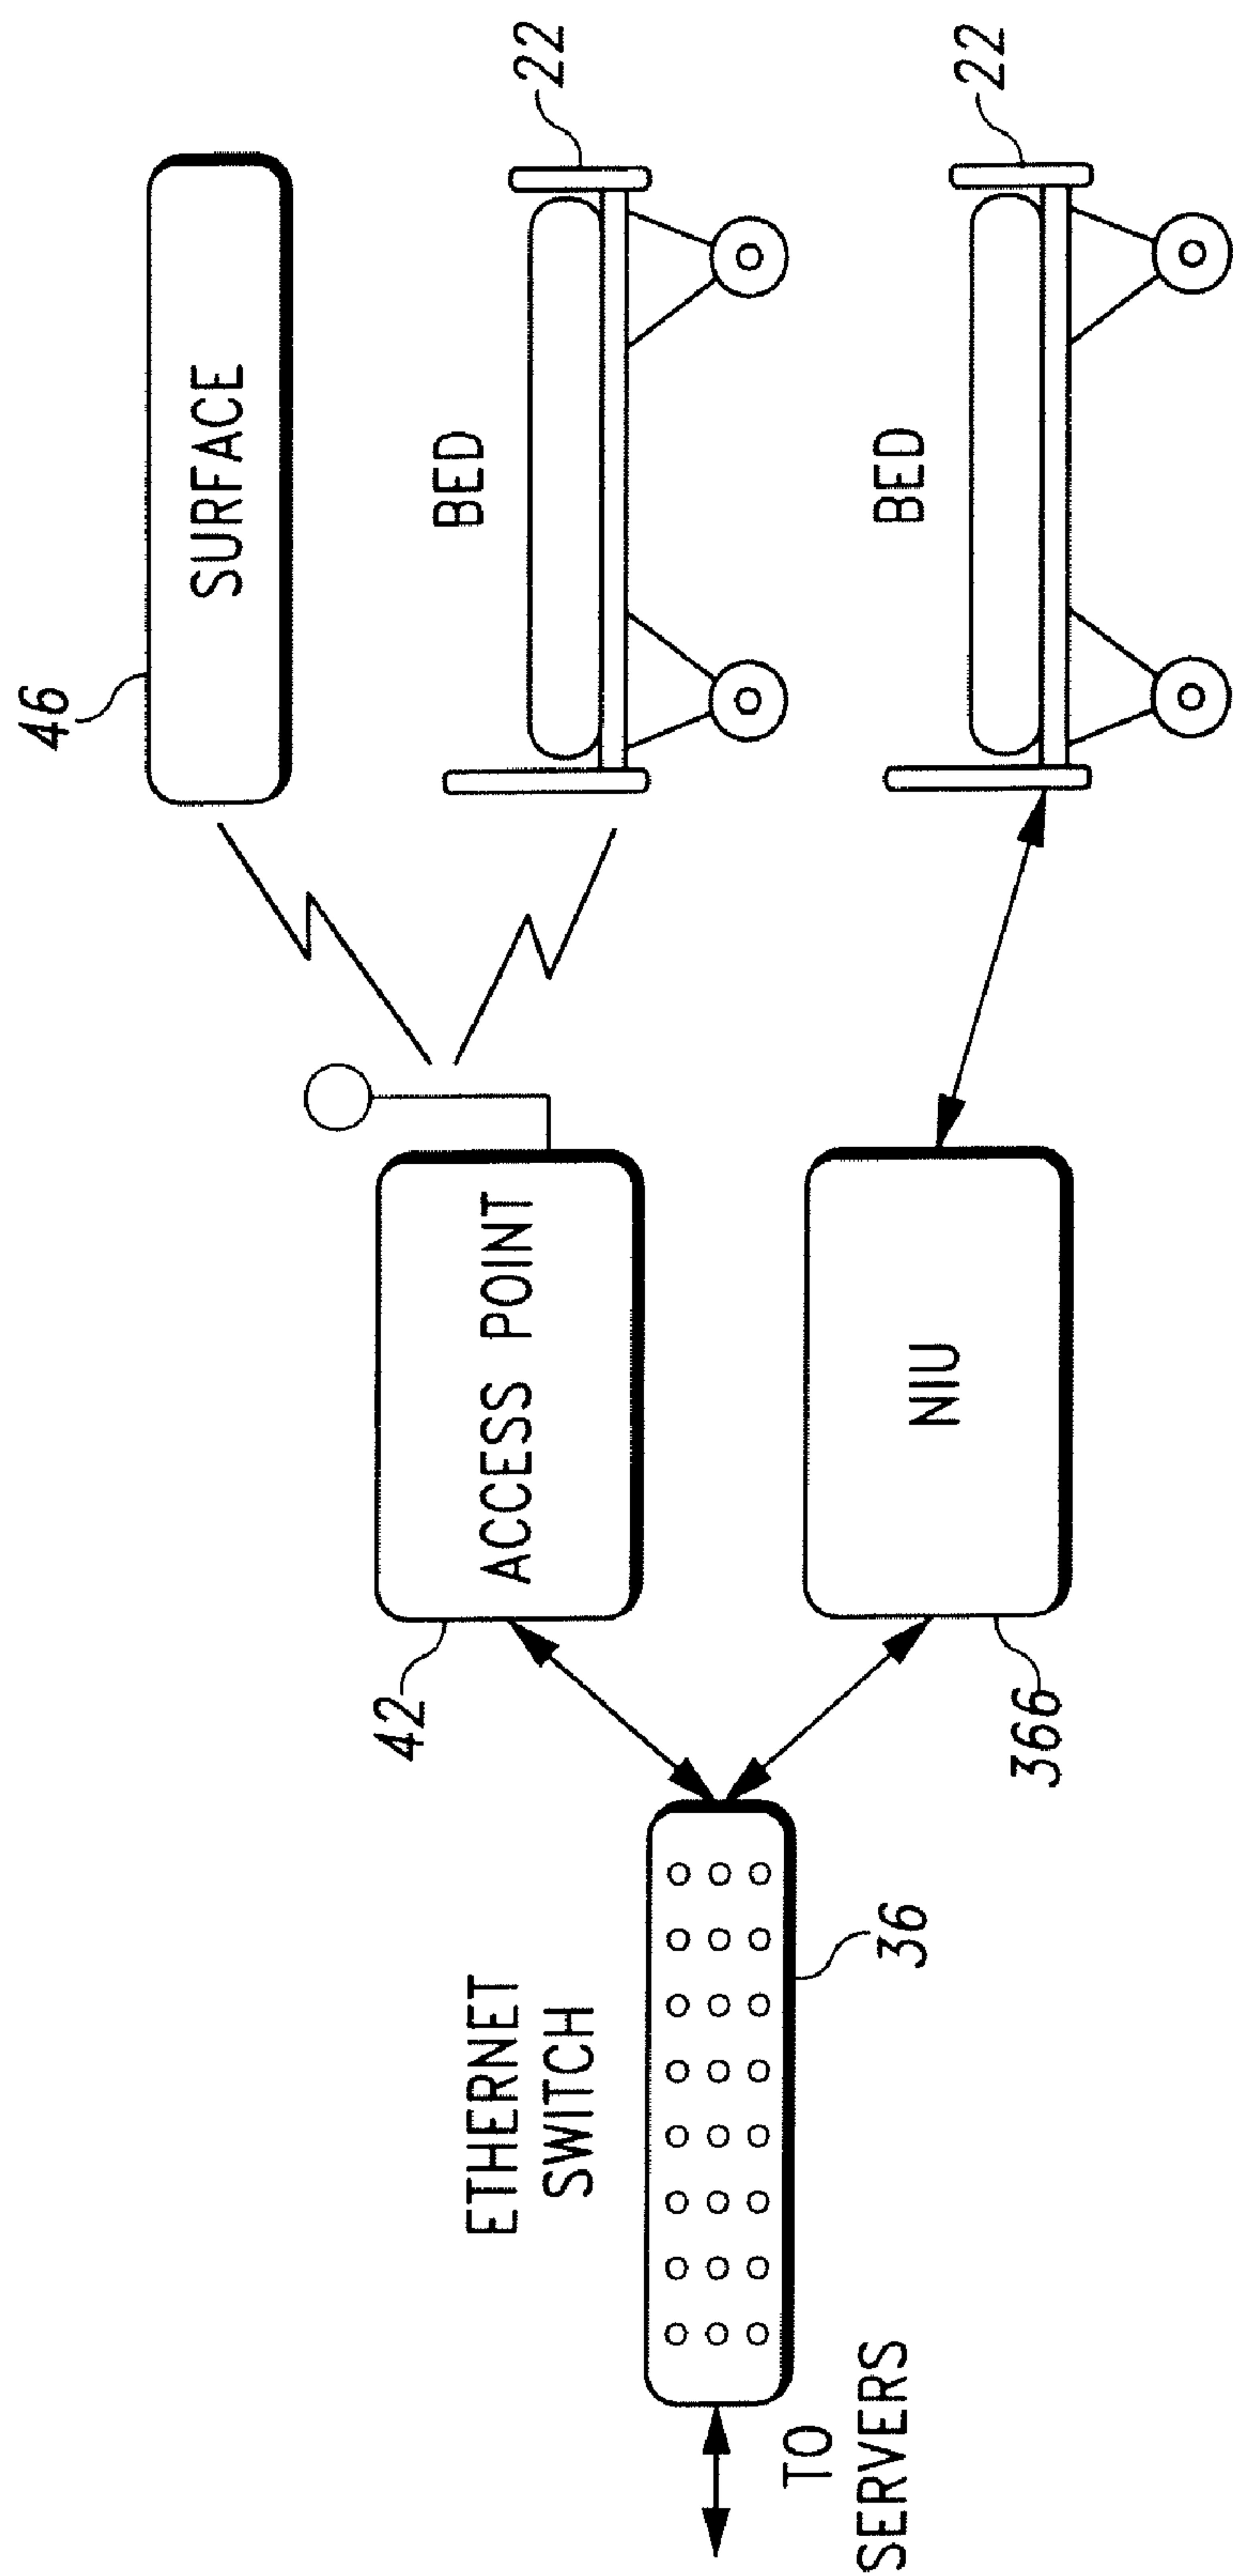 46
SURFACE
22
BED
22
BED
42
ACCESS POINT
366
NIU
ETHERNET
SWITCH
36
TO
SERVERS